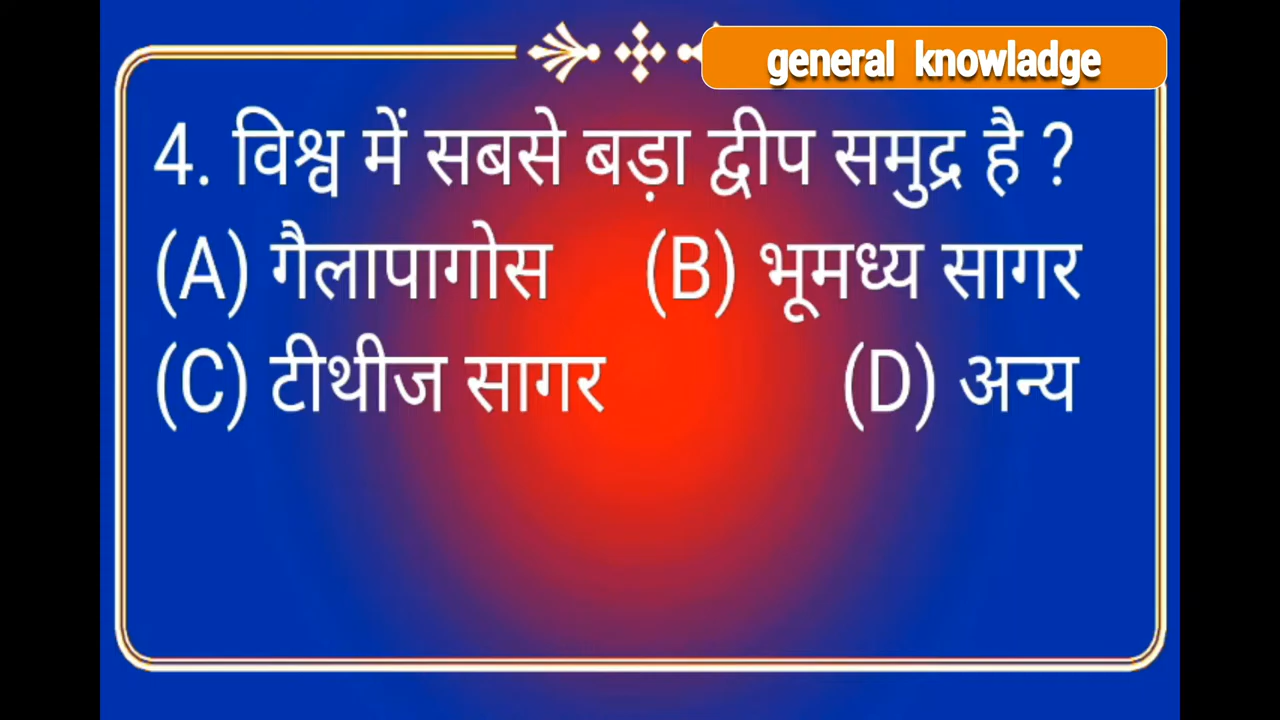 general knowladge
4. विश्व में सबसे बड़ा द्वीप समुद्र है ?
(A) गैलापागोस (B) भूमध्य सागर
(C) टीथीज सागर (D) अन्य